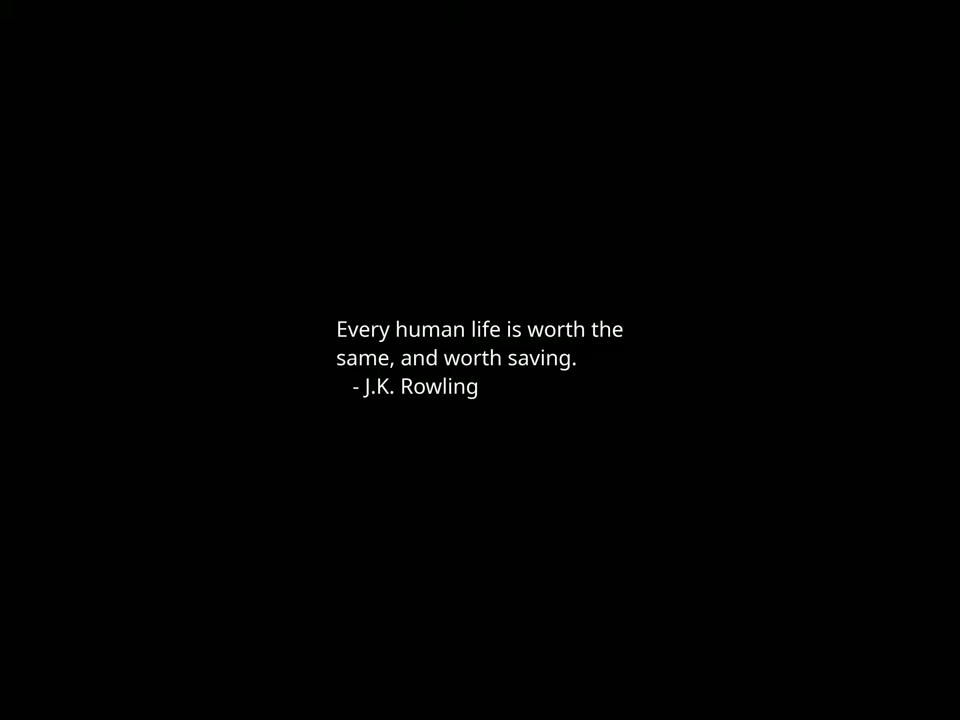 Every human life is worth the
same, and worth saving.
- J.K. Rowling